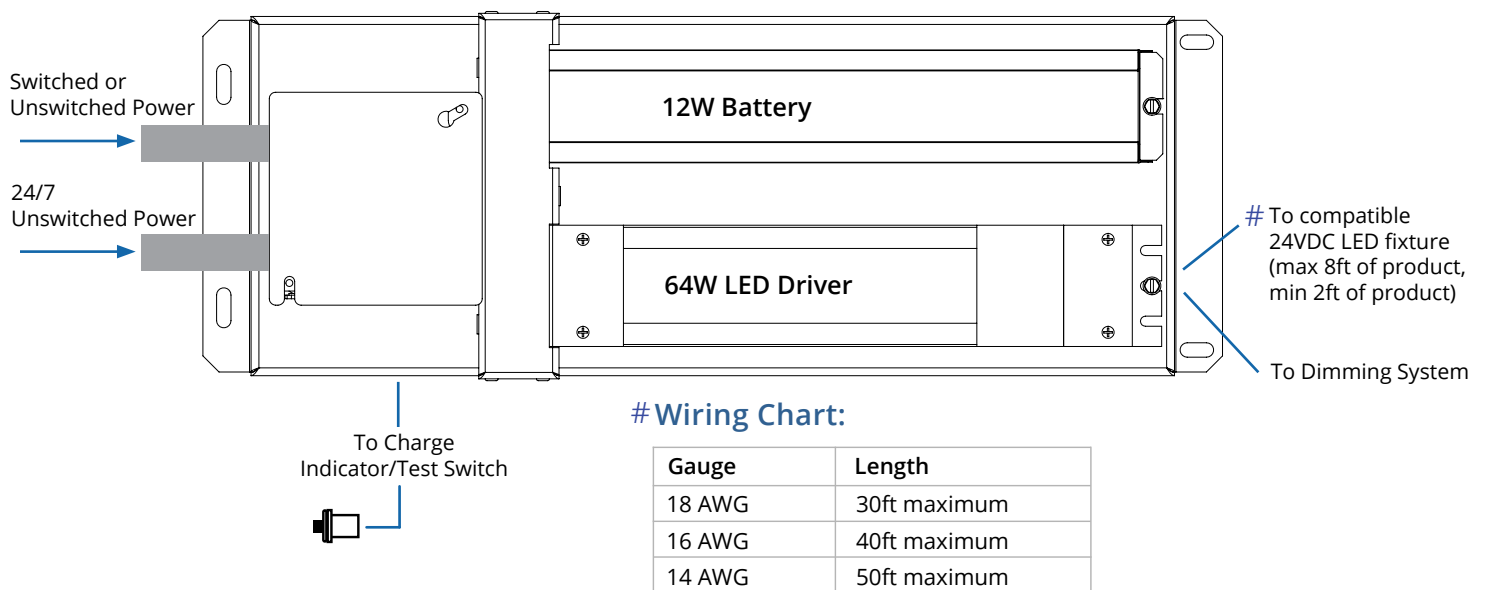 Switched or
Unswitched Power
24/7
Unswitched Power
12W Battery
64W LED Driver
# To compatible
24VDC LED fixture
(max 8ft of product,
min 2ft of product)
To Dimming System
To Charge
Indicator/Test Switch
# Wiring Chart:
Gauge Length
18 AWG 30ft maximum
16 AWG 40ft maximum
14 AWG 50ft maximum